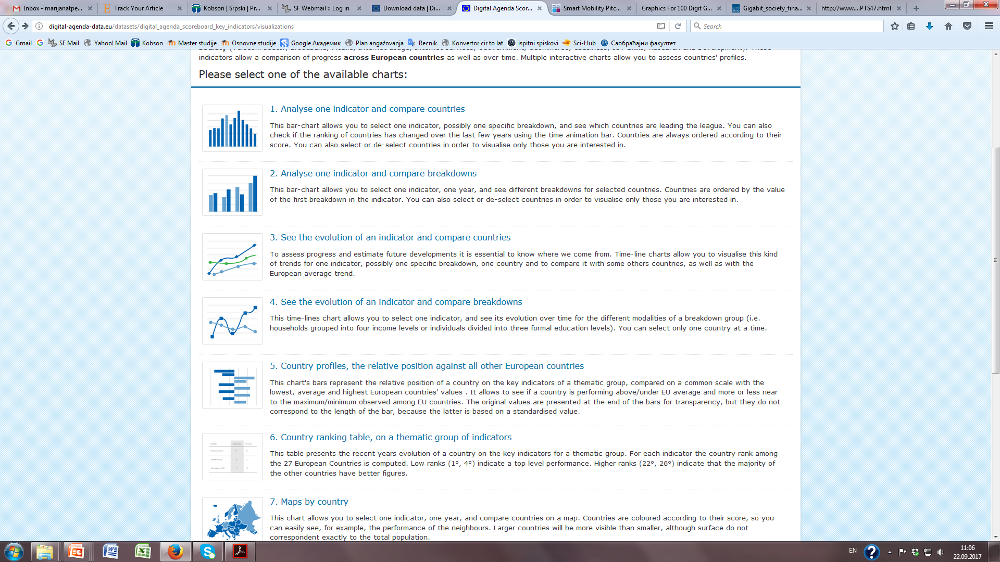 Inbox - marijanatpe...
Track Your Article
Kobson | Srpski | Pr...
SF Webmail :: Log in
Download data | Di...
Digital Agenda Scor...
Smart Mobility Pitc...
Graphics For 100 Digit G...
Gigabit_society_fina...
http://www....PTS47.html
digital-agenda-data.eu/datasets/digital_agenda_scoreboard_key_indicators/visualizations
Search
Gmail
SF Mail
Yahoo! Mail
Kobson
Master studije
Osnovne studije
Google Академик
Plan angažovanja
Recnik
Konvertor cir to lat
ispitni spiskovi
Sci-Hub
Саобраћајни факултет
indicators allow a comparison of progress across European countries as well as over time. Multiple interactive charts allow you to assess countries' profiles.
Please select one of the available charts:
1. Analyse one indicator and compare countries
This bar-chart allows you to select one indicator, possibly one specific breakdown, and see which countries are leading the league. You can also
check if the ranking of countries has changed over the last few years using the time animation bar. Countries are always ordered according to their
score. You can also select or de-select countries in order to visualise only those you are interested in.
2. Analyse one indicator and compare breakdowns
This bar-chart allows you to select one indicator, one year, and see different breakdowns for selected countries. Countries are ordered by the value
of the first breakdown in the indicator. You can also select or de-select countries in order to visualise only those you are interested in.
3. See the evolution of an indicator and compare countries
To assess progress and estimate future developments it is essential to know where we come from. Time-line charts allow you to visualise this kind
of trends for one indicator, possibly one specific breakdown, one country and to compare it with some others countries, as well as with the
European average trend.
4. See the evolution of an indicator and compare breakdowns
This time-lines chart allows you to select one indicator, and see its evolution over time for the different modalities of a breakdown group (i.e.
households grouped into four income levels or individuals divided into three formal education levels). You can select only one country at a time.
5. Country profiles, the relative position against all other European countries
This chart's bars represent the relative position of a country on the key indicators of a thematic group, compared on a common scale with the
lowest, average and highest European countries' values . It allows to see if a country is performing above/under EU average and more or less near
to the maximum/minimum observed among EU countries. The original values are presented at the end of the bars for transparency, but they do not
correspond to the length of the bar, because the latter is based on a standardised value.
6. Country ranking table, on a thematic group of indicators
This table presents the recent years evolution of a country on the key indicators for a thematic group. For each indicator the country rank among
the 27 European Countries is computed. Low ranks (1°, 4°) indicate a top level performance. Higher ranks (22°, 26°) indicate that the majority of
the other countries have better figures.
7. Maps by country
This chart allows you to select one indicator, one year, and compare countries on a map. Countries are coloured according to their score, so you
can easily see, for example, the performance of the neighbours. Larger countries will be more visible than smaller, although surface do not
correspondent exactly to the total population.
EN
11:06
22.09.2017